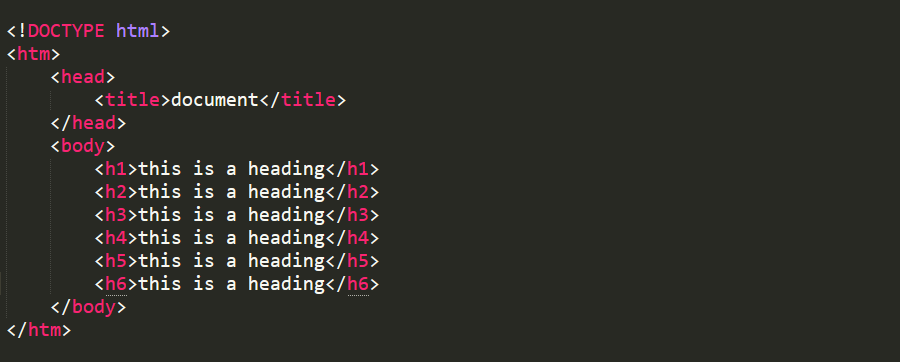 <!DOCTYPE html>
<htm>
    <head>
        <title>document</title>
    </head>
    <body>
        <h1>this is a heading</h1>
        <h2>this is a heading</h2>
        <h3>this is a heading</h3>
        <h4>this is a heading</h4>
        <h5>this is a heading</h5>
        <h6>this is a heading</h6>
    </body>
</htm>